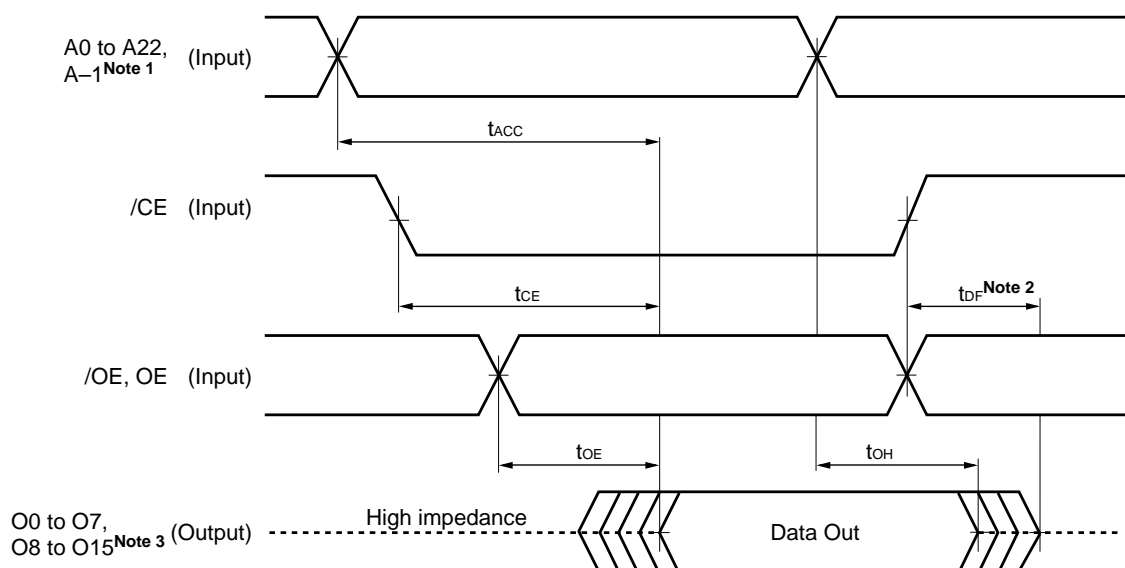 A0 to A22, (Input)
A–1Note 1
tACC
/CE (Input)
tCE
tDFNote 2
/OE, OE (Input)
tOE
tOH
O0 to O7,
O8 to O15Note 3 (Output)
High impedance
Data Out